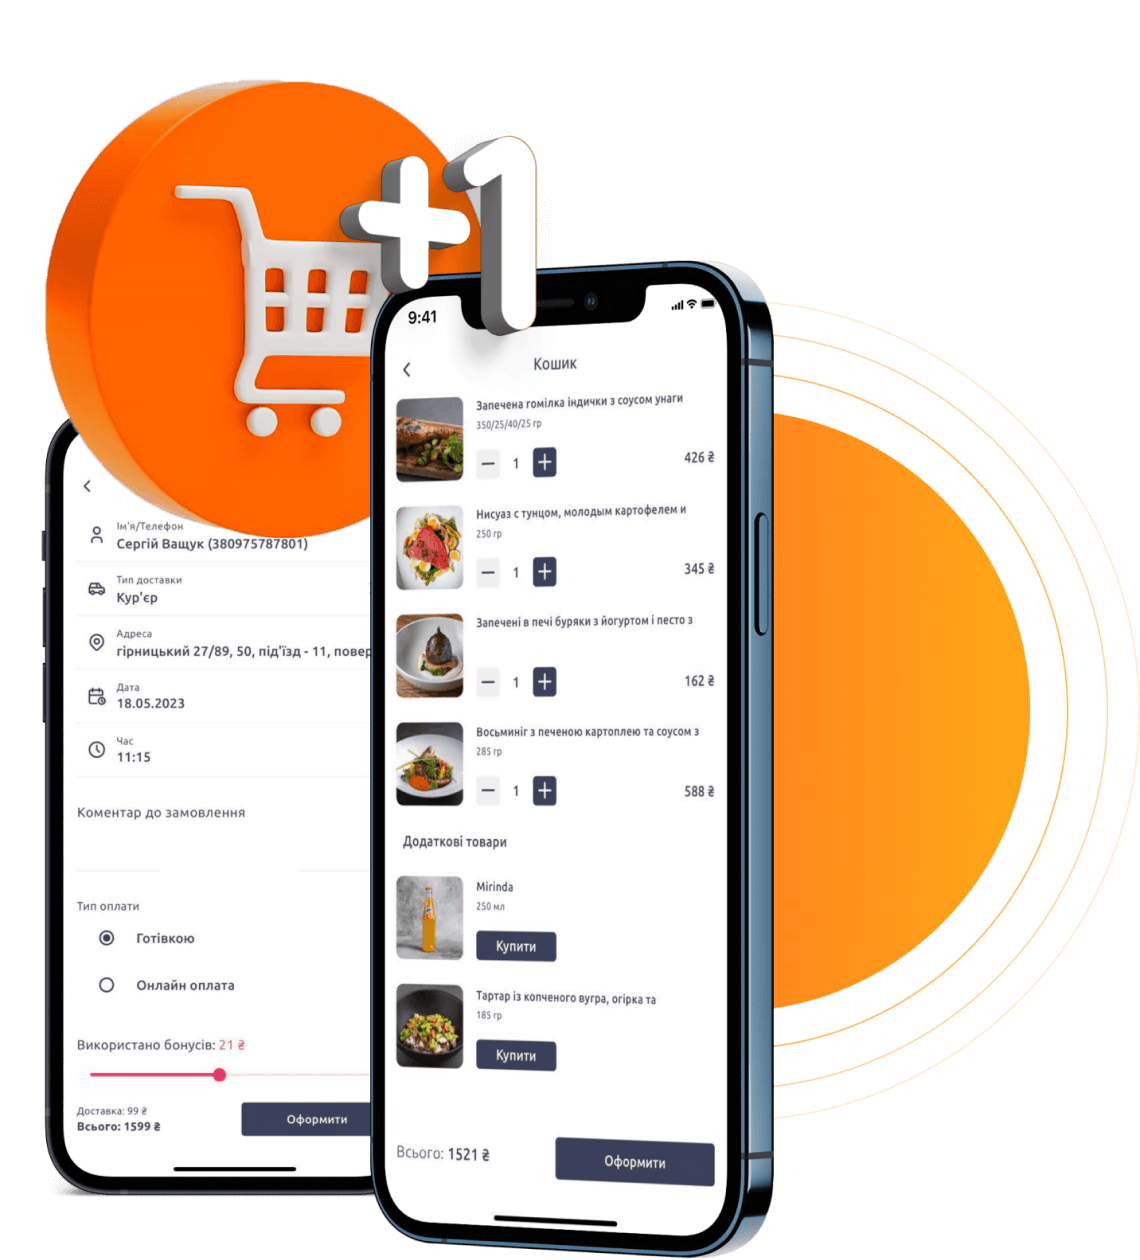 +1
9:41
Кошик
Запечена гомілка індички з соусом унаги
350/25/40/25 гр
1
426 ₴
Нисуаз с тунцом, молодым картофелем и
250 гр
1
345 ₴
Запечені в печі буряки з йогуртом і песто з
1
162 ₴
Восьминіг з печеною картоплею та соусом з
285 гр
1
588 ₴
Додаткові товари
Mirinda
250 мл
Купити
Тартар із копченого вугра, огірка та
185 гр
Купити
Всього: 1521 ₴
Оформити
Ім'я/Телефон
Сергій Ващук (380975787801)
Тип доставки
Кур'єр
Адреса
гірницький 27/89, 50, під'їзд - 11, повер
Дата
18.05.2023
Час
11:15
Коментар до замовлення
Тип оплати
Готівкою
Онлайн оплата
Використано бонусів: 21 ₴
Доставка: 99 ₴
Всього: 1599 ₴
Оформити